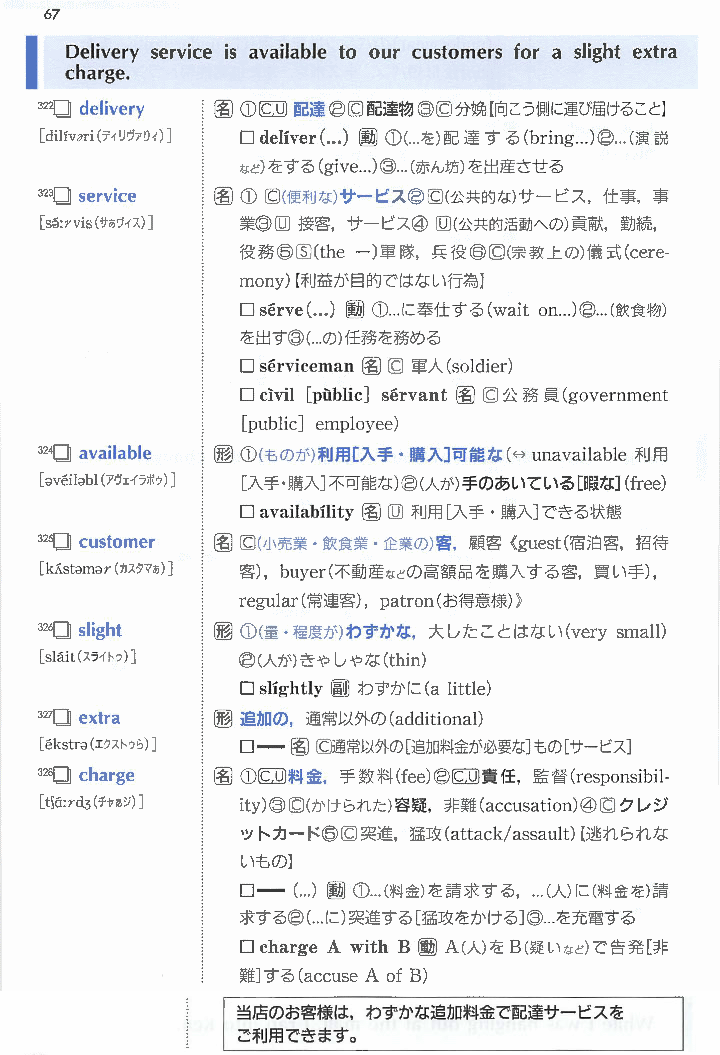 67
Delivery service is available to our customers for a slight extra
charge.
322 delivery
[dilívəri(ディリヴァウィ)]
名 ①C,U 配達②C配達物③C分娩【向こう側に運び届けること】
□ deliver(...) 動 ①(...を)配達する(bring...)②...(演説
など)をする(give...)③...(赤ん坊)を出産させる
323 service
[sə́ːrvis(サぁヴィス)]
名 ① C(便利な)サービス② C(公共的な)サービス，仕事，事
業③U 接客，サービス④ U(公共的活動への)貢献，勤続，
役務⑤S(the ―)軍隊，兵役⑥C(宗教上の)儀式(cere-
mony)【利益が目的ではない行為】
□ sérve(...) 動 ①...に奉仕する(wait on...)②...(飲食物)
を出す③(...の)任務を務める
□ sérviceman 名 C 軍人(soldier)
□ cìvil [pùblic] sérvant 名 C公務員(government
[public] employee)
324 available
[əvéiləbl(アヴェイラボゥ)]
形 ①(ものが)利用[入手・購入]可能な(↔ unavailable 利用
[入手・購入]不可能な)②(人が)手のあいている[暇な](free)
□ availabílity 名 U 利用[入手・購入]できる状態
325 customer
[kʌ́stəmər(カスタマぁ)]
名 C(小売業・飲食業・企業の)客，顧客《guest(宿泊客，招待
客)，buyer(不動産などの高額品を購入する客，買い手)，
regular(常連客)，patron(お得意様)》
326 slight
[sláit(スライトゥ)]
形 ①(量・程度が)わずかな，大したことはない(very small)
②(人が)きゃしゃな(thin)
□ slíghtly 副 わずかに(a little)
327 extra
[ékstrə(エクストゥら)]
形 追加の，通常以外の(additional)
□― 名 C通常以外の[追加料金が必要な]もの[サービス]
328 charge
[tʃɑ́ːrdʒ(チャぁジ)]
名 ①C,U料金，手数料(fee)②C,U責任，監督(responsibil-
ity)③C(かけられた)容疑，非難(accusation)④Cクレジ
ットカード⑤C突進，猛攻(attack/assault)【逃れられな
いもの】
□― (...) 動 ①...(料金)を請求する，...(人)に(料金を)請
求する②(...に)突進する[猛攻をかける]③...を充電する
□ charge A with B 動 A(人)をB(疑いなど)で告発[非
難]する(accuse A of B)
当店のお客様は，わずかな追加料金で配達サービスを
ご利用できます。